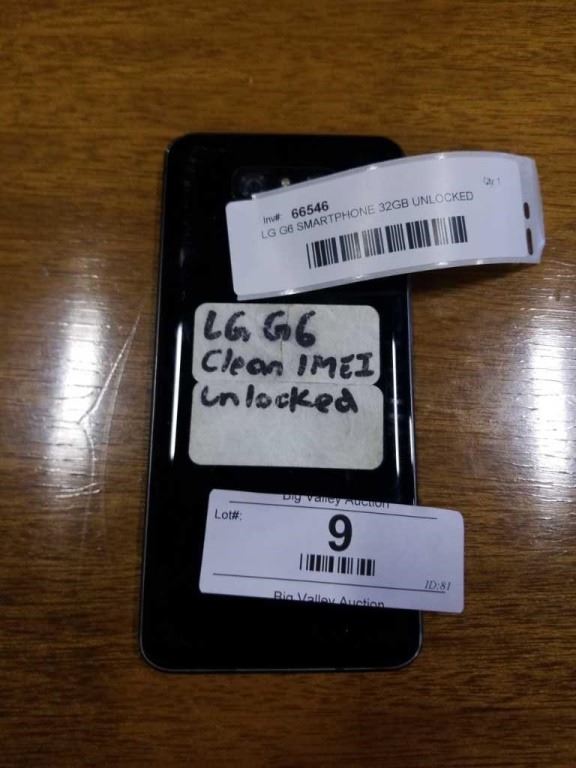 Qty: 1
Inv#: 66546
LG G6 SMARTPHONE 32GB UNLOCKED
LG G6
Clean IMEI
Unlocked
Big Valley Auction
Lot#:
9
ID:81
Big Valley Auction